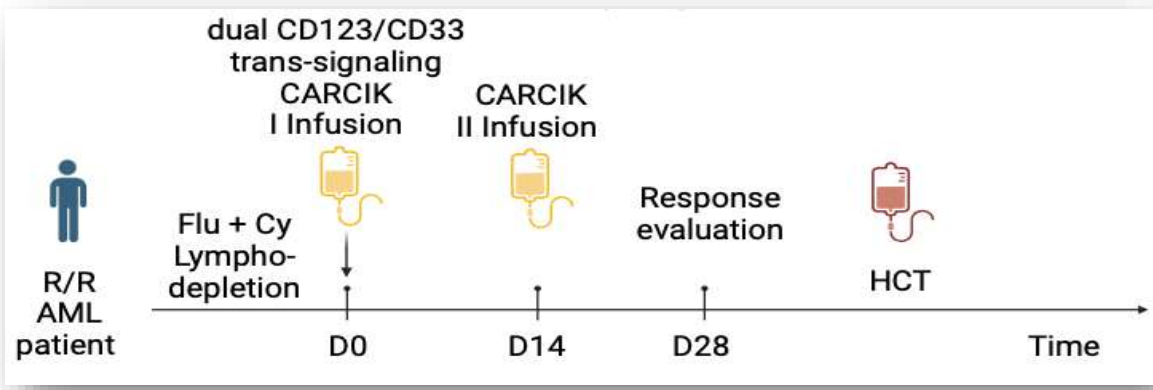 dual CD123/CD33
trans-signaling
CARCIK
I Infusion
CARCIK
II Infusion
Response
evaluation
Flu + Cy
Lympho-
depletion
HCT
R/R
AML
patient
D0
D14
D28
Time